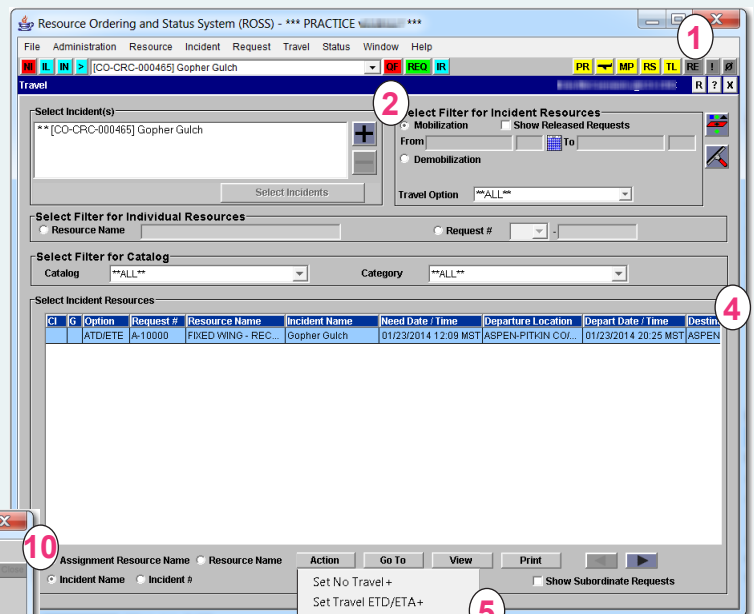 Resource Ordering and Status System (ROSS) - *** PRACTICE ***
1
File Administration Resource Incident Request Travel Status Window Help
NI IL IN > [CO-CRC-000465] Gopher Gulch QF REQ IR PR MP RS TL RE ! Ø
Travel R ? X
2
Select Incident(s) Select Filter for Incident Resources
** [CO-CRC-000465] Gopher Gulch + Mobilization Show Released Requests
From To
Demobilization
Select Incidents Travel Option **ALL**
Select Filter for Individual Resources
Resource Name Request # -
Select Filter for Catalog
Catalog **ALL** Category **ALL**
Select Incident Resources 4
CI G Option Request # Resource Name Incident Name Need Date / Time Departure Location Depart Date / Time Destin
ATD/ETE A-10000 FIXED WING - REC... Gopher Gulch 01/23/2014 12:09 MST ASPEN-PITKIN CO/... 01/23/2014 20:25 MST ASPEN
X
10
Assignment Resource Name Resource Name Action Go To View Print
Incident Name Incident # Set No Travel+ Show Subordinate Requests
Set Travel ETD/ETA+ 5